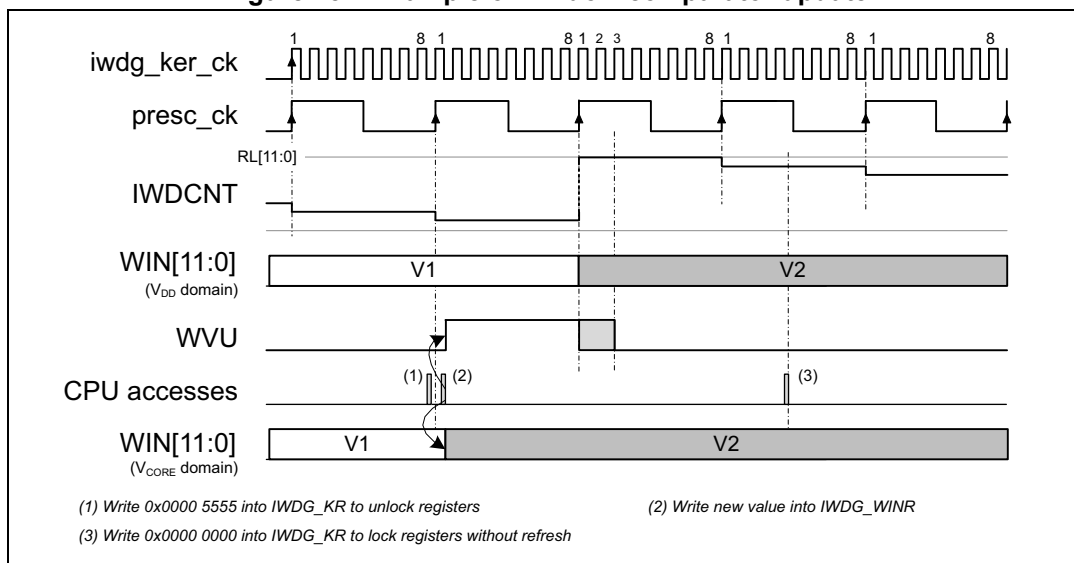 1 8 1 8 1 2 3 8 1 8 1 8
iwdg_ker_ck
presc_ck
RL[11:0]
IWDCNT
WIN[11:0]
V1 V2
(VDD domain)
WVU
(1) (2) (3)
CPU accesses
WIN[11:0]
V1 V2
(VCORE domain)
(1) Write 0x0000 5555 into IWDG_KR to unlock registers (2) Write new value into IWDG_WINR
(3) Write 0x0000 0000 into IWDG_KR to lock registers without refresh